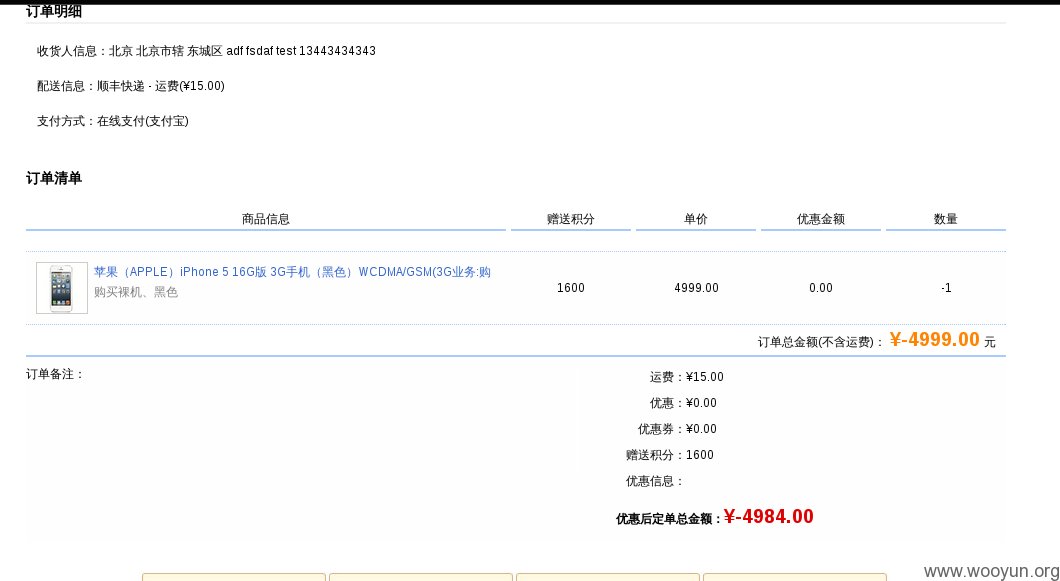 订单明细
收货人信息：北京 北京市辖 东城区 adf fsdaf test 13443434343
配送信息：顺丰快递 - 运费(¥15.00)
支付方式：在线支付(支付宝)
订单清单
商品信息 赠送积分 单价 优惠金额 数量
苹果（APPLE）iPhone 5 16G版 3G手机（黑色）WCDMA/GSM(3G业务:购
购买裸机、黑色
1600 4999.00 0.00 -1
订单总金额(不含运费)： ¥-4999.00 元
订单备注：
运费：¥15.00
优惠：¥0.00
优惠券：¥0.00
赠送积分：1600
优惠信息：
优惠后定单总金额：¥-4984.00
www.wooyun.org